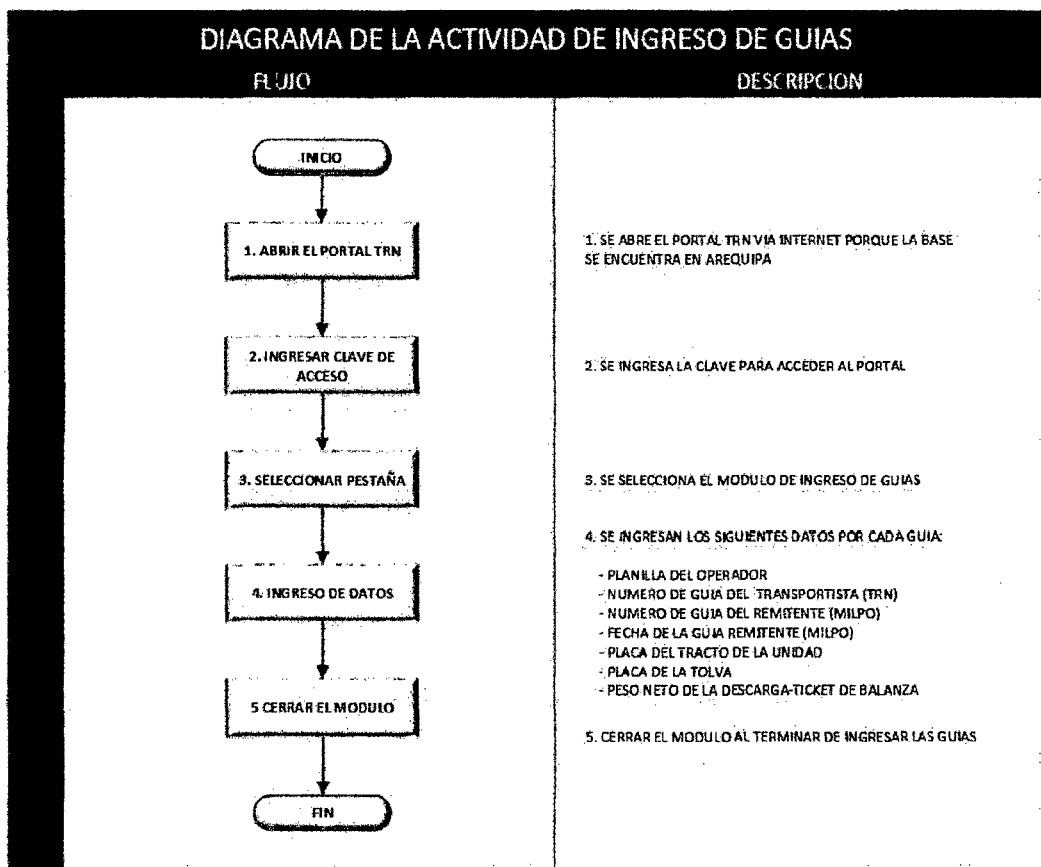 DIAGRAMA DE LA ACTIVIDAD DE INGRESO DE GUIAS
FLUJO
DESCRIPCION
INICIO
1. ABRIR EL PORTAL TRN
1. SE ABRE EL PORTAL TRN VIA INTERNET PORQUE LA BASE
SE ENCUENTRA EN AREQUIPA
2. INGRESAR CLAVE DE
ACCESO
2. SE INGRESA LA CLAVE PARA ACCEDER AL PORTAL
3. SELECCIONAR PESTAÑA
3. SE SELECCIONA EL MODULO DE INGRESO DE GUIAS
4. INGRESO DE DATOS
4. SE INGRESAN LOS SIGUIENTES DATOS POR CADA GUIA:
- PLANILLA DEL OPERADOR
- NUMERO DE GUIA DEL TRANSPORTISTA (TRN)
- NUMERO DE GUIA DEL REMITENTE (MILPO)
- FECHA DE LA GUIA REMITENTE (MILPO)
- PLACA DEL TRACTO DE LA UNIDAD
- PLACA DE LA TOLVA
- PESO NETO DE LA DESCARGA-TICKET DE BALANZA
5 CERRAR EL MODULO
5. CERRAR EL MODULO AL TERMINAR DE INGRESAR LAS GUIAS
FIN